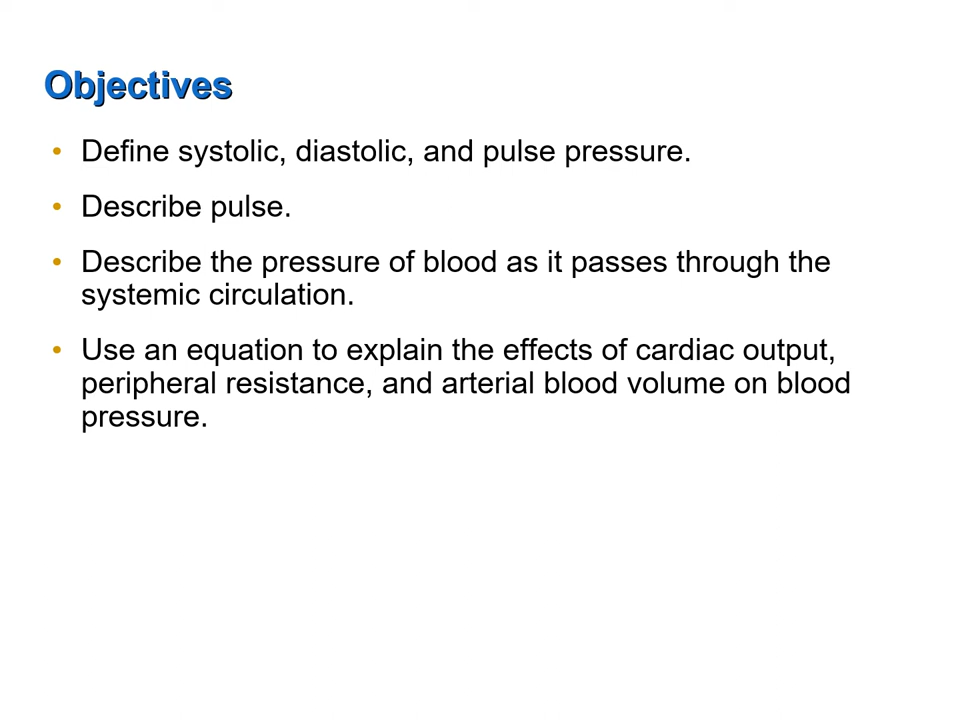 Objectives
• Define systolic, diastolic, and pulse pressure.
• Describe pulse.
• Describe the pressure of blood as it passes through the
systemic circulation.
• Use an equation to explain the effects of cardiac output,
peripheral resistance, and arterial blood volume on blood
pressure.